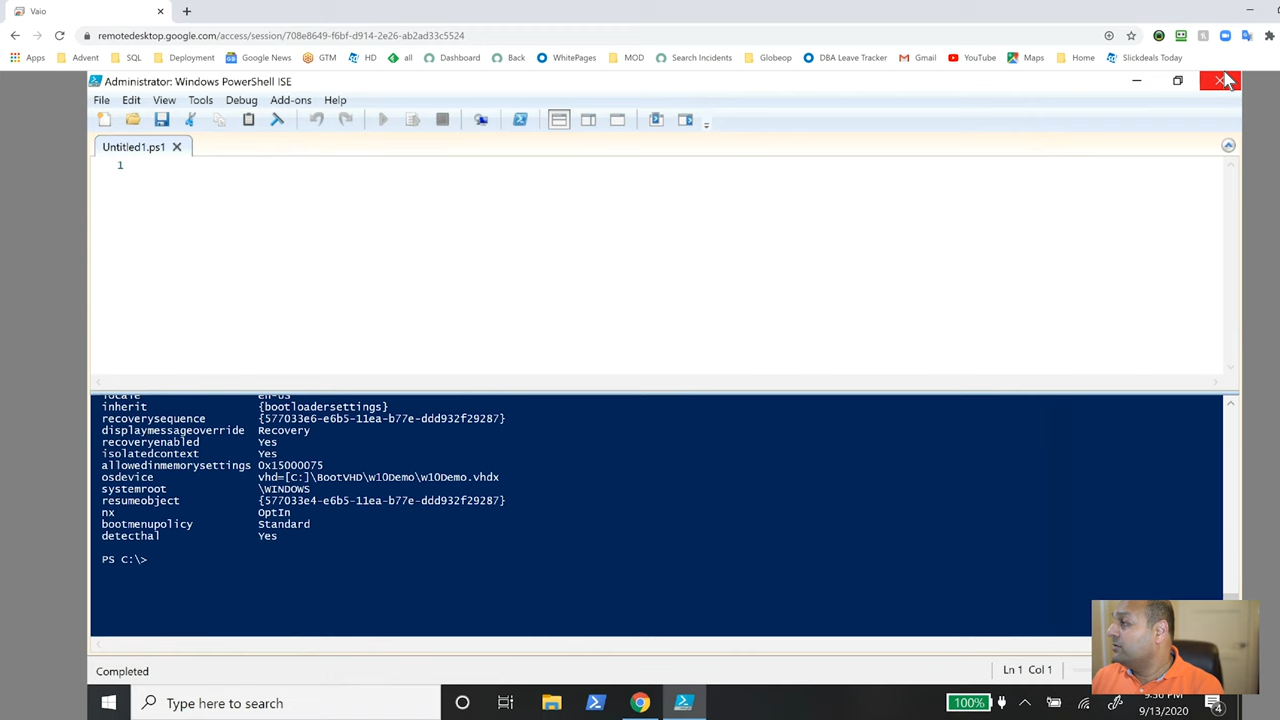 Vaio
remotedesktop.google.com/access/session/708e8649-f6bf-d914-2e26-ab2ad33c5524
Apps Advent SQL Deployment Google News GTM HD all Dashboard Back WhitePages MOD Search Incidents Globeop DBA Leave Tracker Gmail YouTube Maps Home Slickdeals Today
Administrator: Windows PowerShell ISE
File Edit View Tools Debug Add-ons Help
Untitled1.ps1
1
locale en-US
inherit {bootloadersettings}
recoverysequence {577033e6-e6b5-11ea-b77e-ddd932f29287}
displaymessageoverride Recovery
recoveryenabled Yes
isolatedcontext Yes
allowedinmemorysettings 0x15000075
osdevice vhd=[C:]\BootVHD\w10Demo\w10Demo.vhdx
systemroot \WINDOWS
resumeobject {577033e4-e6b5-11ea-b77e-ddd932f29287}
nx OptIn
bootmenupolicy Standard
detecthal Yes
PS C:\>
Completed Ln 1 Col 1
Type here to search 100%
9/13/2020 4